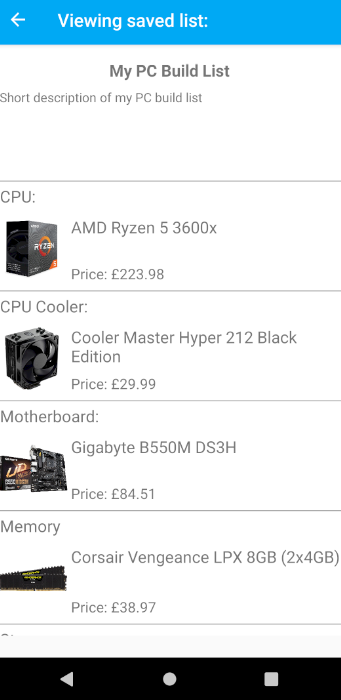 Viewing saved list:
My PC Build List
Short description of my PC build list
CPU:
AMD Ryzen 5 3600x
RYZEN
Price: £223.98
CPU Cooler:
Cooler Master Hyper 212 Black
Edition
Price: £29.99
Motherboard:
Gigabyte B550M DS3H
UD
Price: £84.51
Memory
Corsair Vengeance LPX 8GB (2x4GB)
Price: £38.97